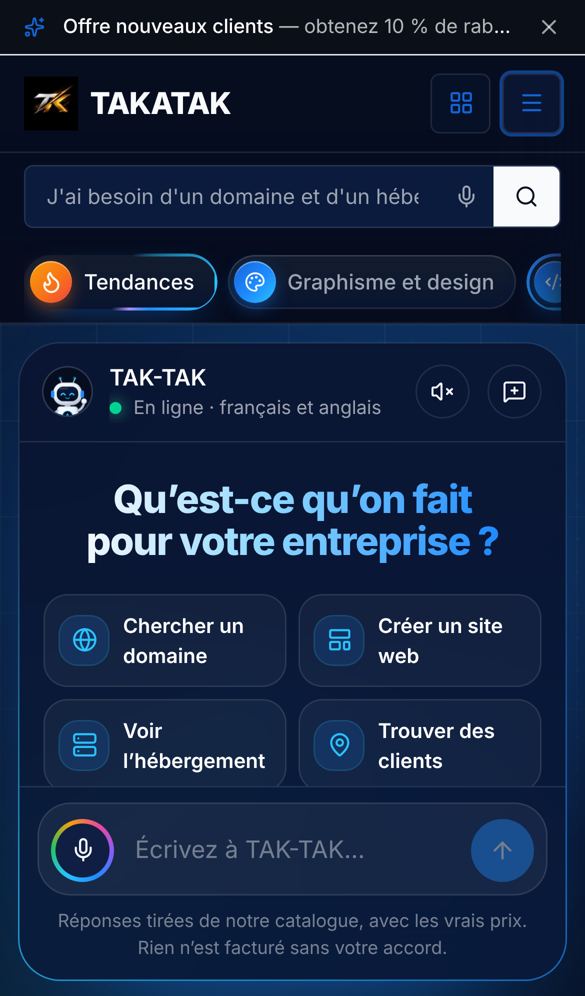 Offre nouveaux clients — obtenez 10 % de rab...
TK TAKATAK
J'ai besoin d'un domaine et d'un hébe
Tendances
Graphisme et design
</>
TAK-TAK
En ligne · français et anglais
Qu’est-ce qu’on fait
pour votre entreprise ?
Chercher un
domaine
Créer un site
web
Voir
l’hébergement
Trouver des
clients
Écrivez à TAK-TAK...
Réponses tirées de notre catalogue, avec les vrais prix.
Rien n’est facturé sans votre accord.